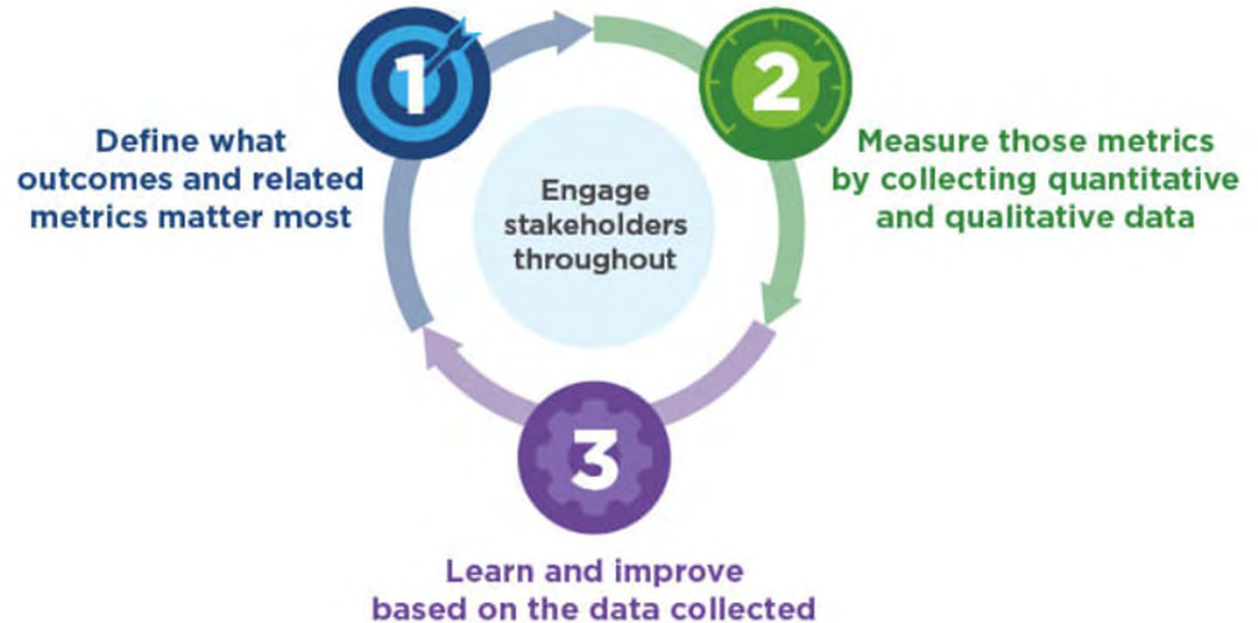 1
Define what
outcomes and related
metrics matter most
2
Measure those metrics
by collecting quantitative
and qualitative data
Engage
stakeholders
throughout
3
Learn and improve
based on the data collected